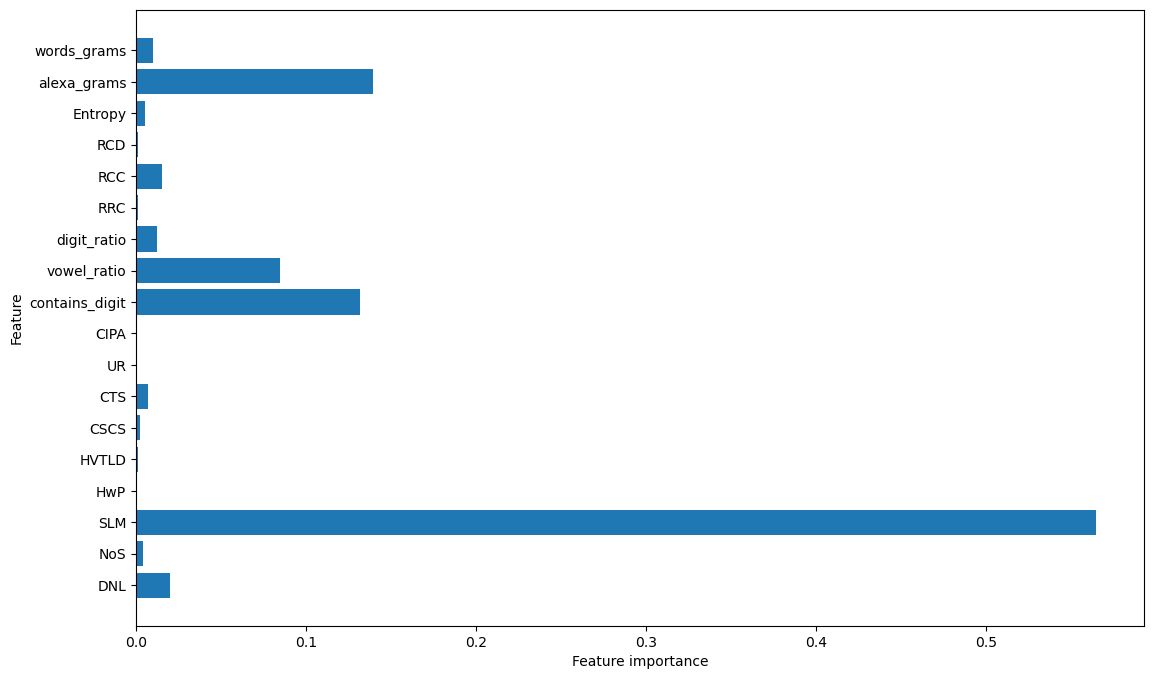 words_grams
alexa_grams
Entropy
RCD
RCC
RRC
digit_ratio
vowel_ratio
contains_digit
CIPA
UR
CTS
CSCS
HVTLD
HwP
SLM
NoS
DNL
Feature
0.0 0.1 0.2 0.3 0.4 0.5
Feature importance